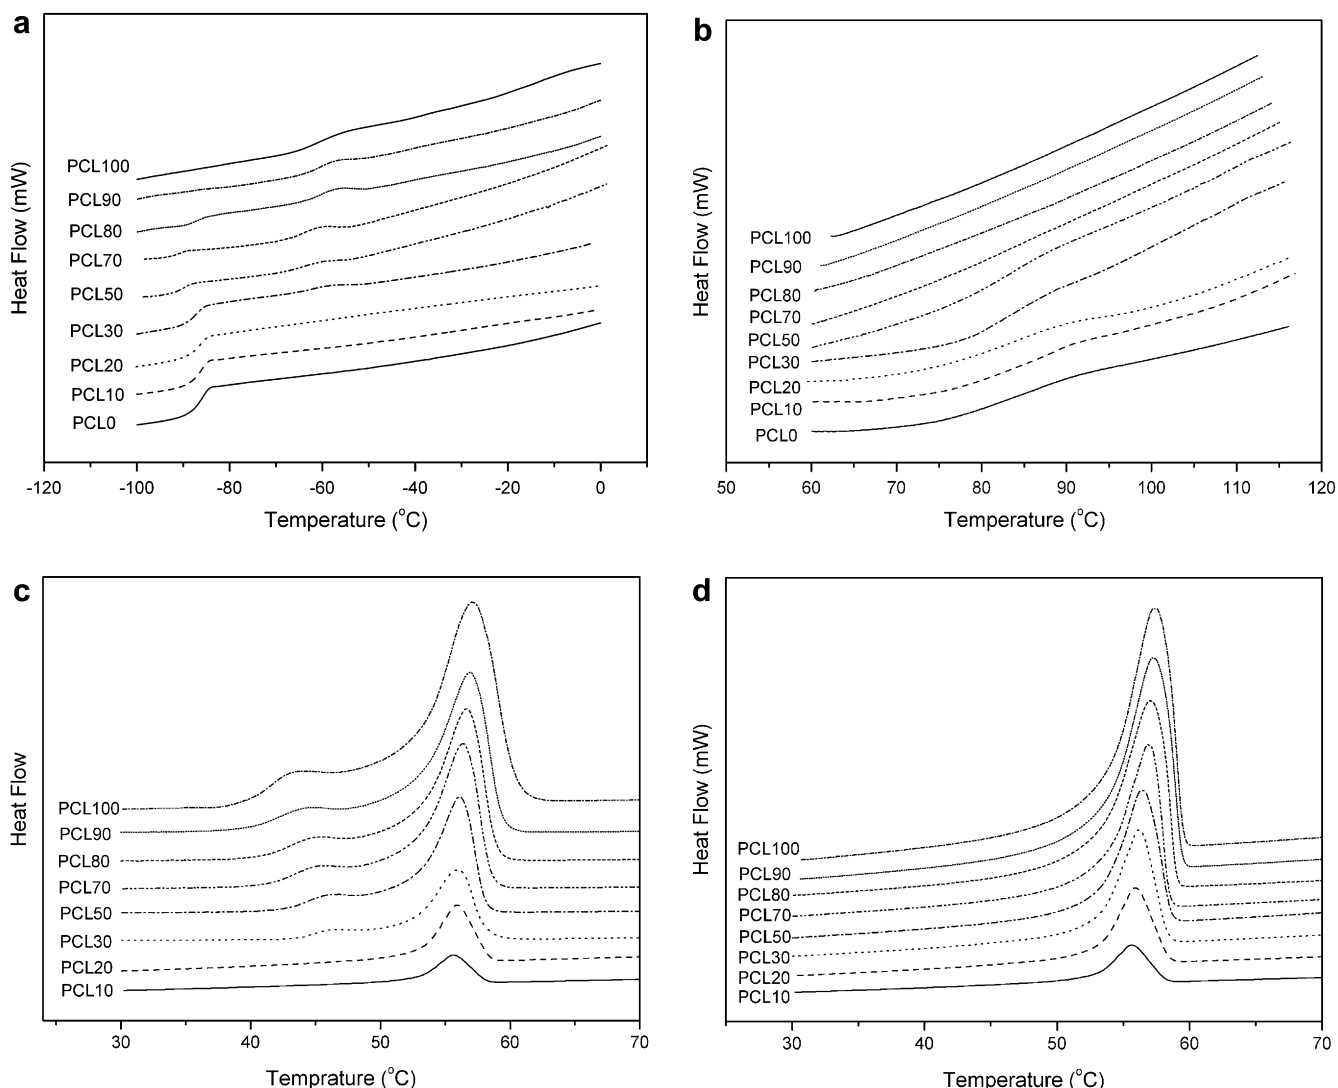 a
Heat Flow (mW)
PCL100
PCL90
PCL80
PCL70
PCL50
PCL30
PCL20
PCL10
PCL0
-120 -100 -80 -60 -40 -20 0
Temperature (°C)
b
Heat Flow (mW)
PCL100
PCL90
PCL80
PCL70
PCL50
PCL30
PCL20
PCL10
PCL0
50 60 70 80 90 100 110 120
Temperature (°C)
c
Heat Flow
PCL100
PCL90
PCL80
PCL70
PCL50
PCL30
PCL20
PCL10
30 40 50 60 70
Temprature (°C)
d
Heat Flow (mW)
PCL100
PCL90
PCL80
PCL70
PCL50
PCL30
PCL20
PCL10
30 40 50 60 70
Temperature (°C)